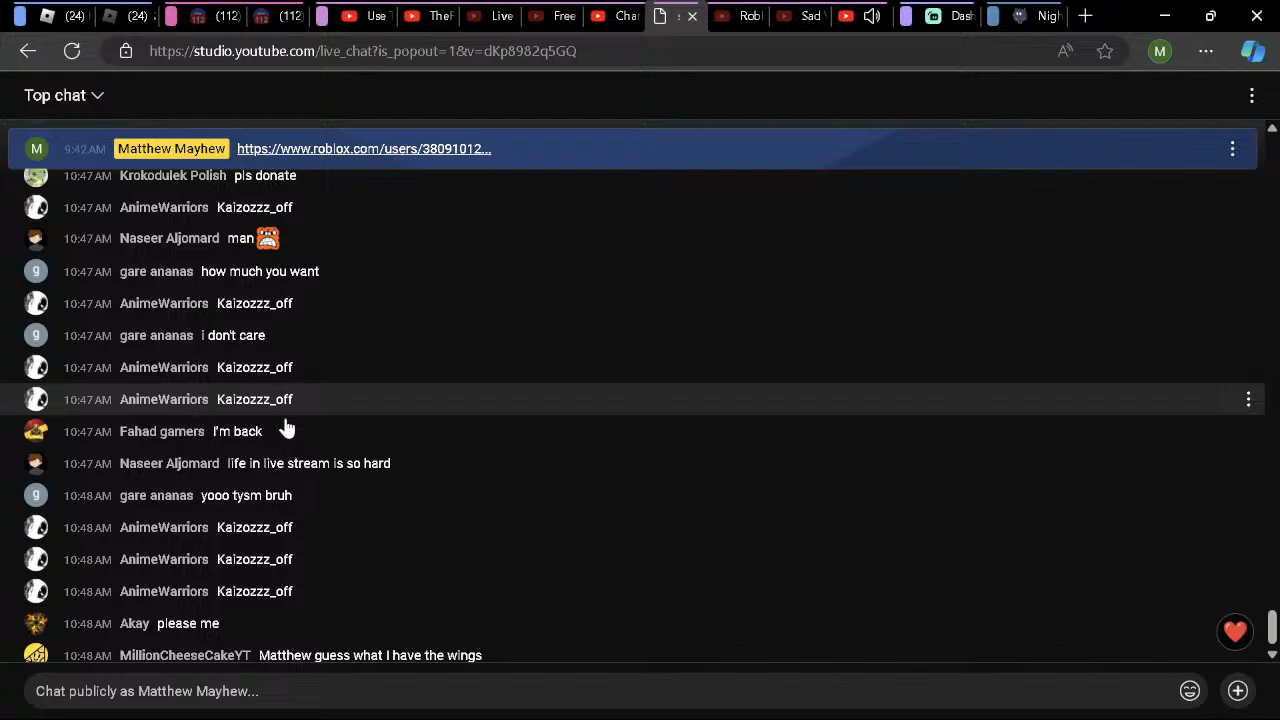 (24)
(24)
(112)
(112)
Use
TheF
Live
Free
Char
Robl
Sad
Dash
Nigh
https://studio.youtube.com/live_chat?is_popout=1&v=dKp8982q5GQ
M
Top chat
M 9:42 AM Matthew Mayhew https://www.roblox.com/users/38091012...
10:47 AM Krokodulek Polish pls donate
10:47 AM AnimeWarriors Kaizozzz_off
10:47 AM Naseer Aljomard man
g 10:47 AM gare ananas how much you want
10:47 AM AnimeWarriors Kaizozzz_off
g 10:47 AM gare ananas i don't care
10:47 AM AnimeWarriors Kaizozzz_off
10:47 AM AnimeWarriors Kaizozzz_off
10:47 AM Fahad gamers I'm back
10:47 AM Naseer Aljomard life in live stream is so hard
g 10:48 AM gare ananas yooo tysm bruh
10:48 AM AnimeWarriors Kaizozzz_off
10:48 AM AnimeWarriors Kaizozzz_off
10:48 AM AnimeWarriors Kaizozzz_off
10:48 AM Akay please me
10:48 AM MillionCheeseCakeYT Matthew guess what I have the wings
Chat publicly as Matthew Mayhew...